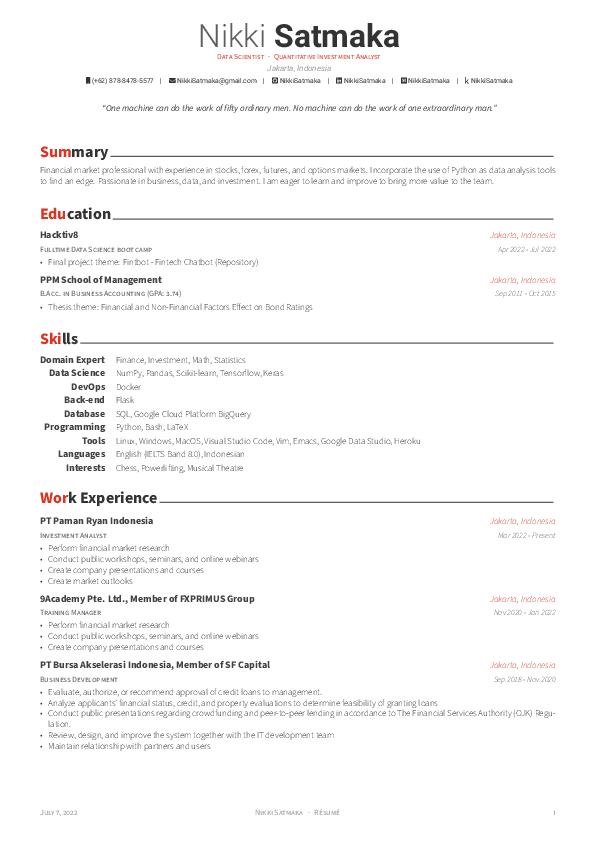 Nikki Satmaka
Data Scientist · Quantitative Investment Analyst
Jakarta, Indonesia
(+62) 878-8478-5577 | NikkiSatmaka@gmail.com | NikkiSatmaka | NikkiSatmaka | NikkiSatmaka | NikkiSatmaka
"One machine can do the work of fifty ordinary men. No machine can do the work of one extraordinary man."
Summary
Financial market professional with experience in stocks, forex, futures, and options markets. Iincorporate the use of Python as data analysis tools
to find an edge. Passionate in business, data, and investment. I am eager to learn and improve to bring more value to the team.
Education
Hacktiv8 Jakarta, Indonesia
Fulltime Data Science boot camp Apr 2022 - Jul 2022
• Final project theme: Fintbot - Fintech Chatbot (Repository)
PPM School of Management Jakarta, Indonesia
B.Acc. in Business Accounting (GPA: 3.74) Sep 2011 - Oct 2015
• Thesis theme: Financial and Non-Financial Factors Effect on Bond Ratings
Skills
Domain Expert Finance, Investment, Math, Statistics
Data Science NumPy, Pandas, Scikit-learn, Tensorflow, Keras
DevOps Docker
Back-end Flask
Database SQL, Google Cloud Platform BigQuery
Programming Python, Bash, LaTeX
Tools Linux, Windows, MacOS, Visual Studio Code, Vim, Emacs, Google Data Studio, Heroku
Languages English (IELTS Band 8.0), Indonesian
Interests Chess, Powerlifting, Musical Theatre
Work Experience
PT Paman Ryan Indonesia Jakarta, Indonesia
Investment Analyst Mar 2022 - Present
• Perform financial market research
• Conduct public workshops, seminars, and online webinars
• Create company presentations and courses
• Create market outlooks
9Academy Pte. Ltd., Member of FXPRIMUS Group Jakarta, Indonesia
Training Manager Nov 2020 - Jan 2022
• Perform financial market research
• Conduct public workshops, seminars, and online webinars
• Create company presentations and courses
PT Bursa Akselerasi Indonesia, Member of SF Capital Jakarta, Indonesia
Business Development Sep 2018 - Nov 2020
• Evaluate, authorize, or recommend approval of credit loans to management.
• Analyze applicants' financial status, credit, and property evaluations to determine feasibility of granting loans
• Conduct public presentations regarding crowdfunding and peer-to-peer lending in accordance to The Financial Services Authority (OJK) Regu-
lation.
• Review, design, and improve the system together with the IT development team
• Maintain relationship with partners and users
July 7, 2022 Nikki Satmaka · Résumé 1